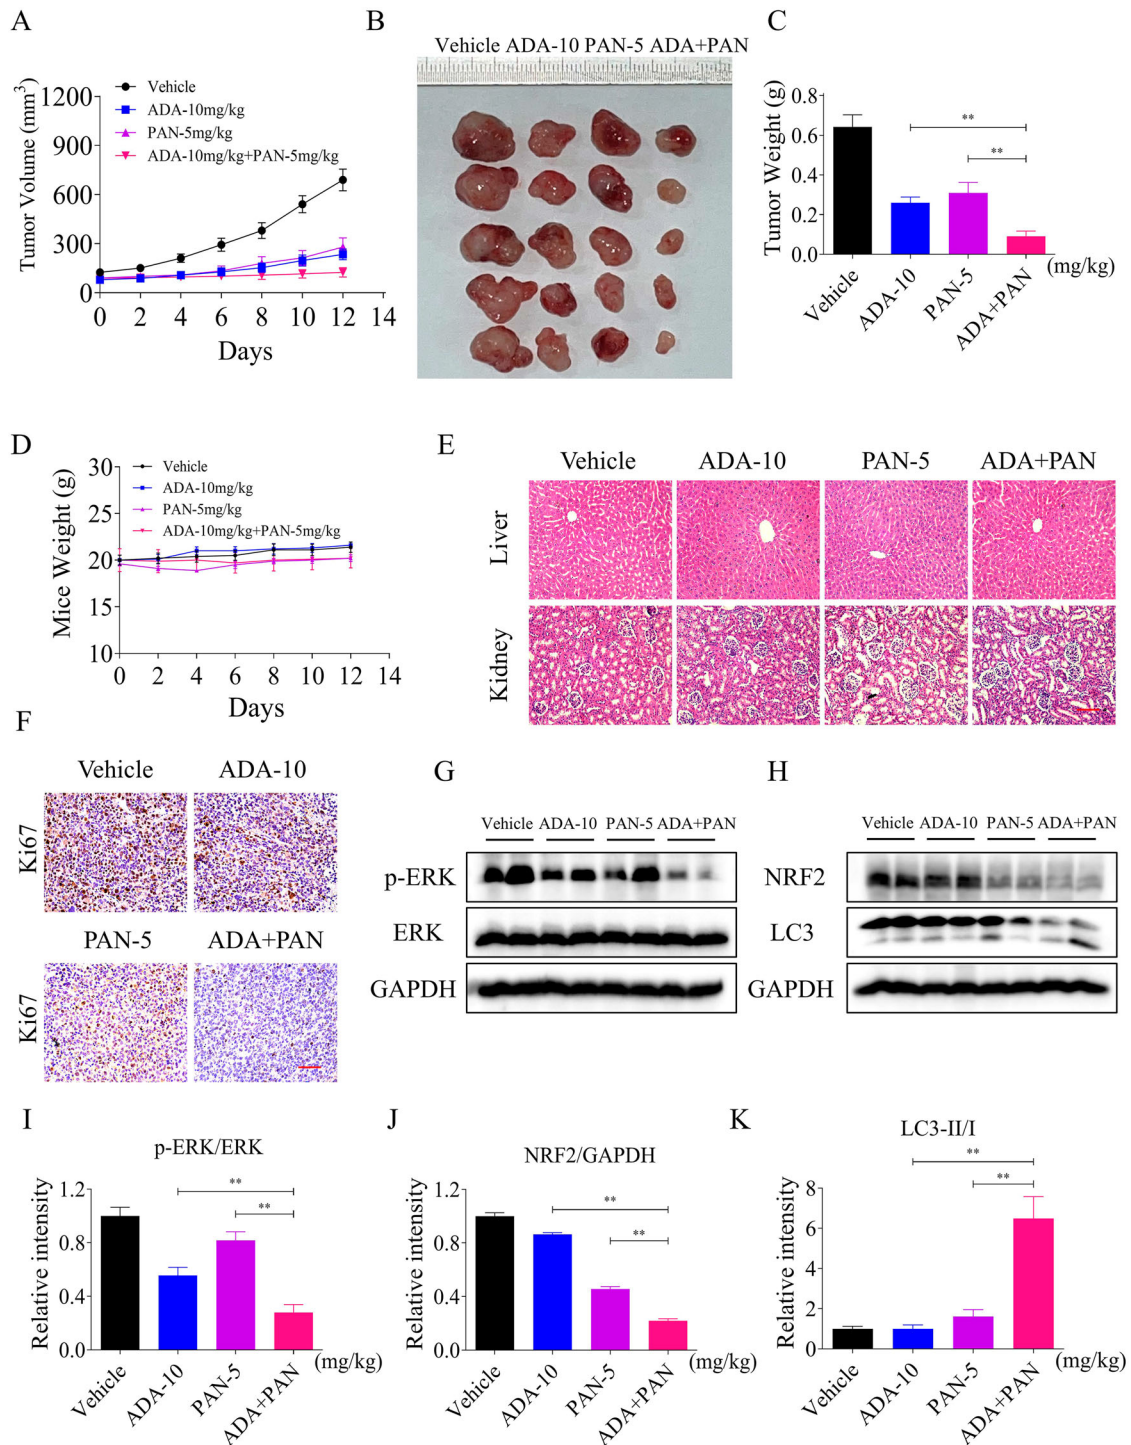 A
Vehicle
ADA-10mg/kg
PAN-5mg/kg
ADA-10mg/kg+PAN-5mg/kg
Tumor Volume (mm³)
1200
900
600
300
0
0 2 4 6 8 10 12 14
Days
B
Vehicle ADA-10 PAN-5 ADA+PAN
C
Tumor Weight (g)
0.8
0.6
0.4
0.2
0.0
**
**
(mg/kg)
Vehicle
ADA-10
PAN-5
ADA+PAN
D
Vehicle
ADA-10mg/kg
PAN-5mg/kg
ADA-10mg/kg+PAN-5mg/kg
Mice Weight (g)
30
25
20
15
10
0 2 4 6 8 10 12 14
Days
E
Vehicle ADA-10 PAN-5 ADA+PAN
Liver
Kidney
F
Vehicle ADA-10
Ki67
PAN-5 ADA+PAN
Ki67
G
Vehicle ADA-10 PAN-5 ADA+PAN
p-ERK
ERK
GAPDH
H
Vehicle ADA-10 PAN-5 ADA+PAN
NRF2
LC3
GAPDH
I
p-ERK/ERK
Relative intensity
1.2
0.8
0.4
0.0
**
**
(mg/kg)
Vehicle
ADA-10
PAN-5
ADA+PAN
J
NRF2/GAPDH
Relative intensity
1.2
0.8
0.4
0.0
**
**
(mg/kg)
Vehicle
ADA-10
PAN-5
ADA+PAN
K
LC3-II/I
Relative intensity
8
6
4
2
0
**
**
(mg/kg)
Vehicle
ADA-10
PAN-5
ADA+PAN